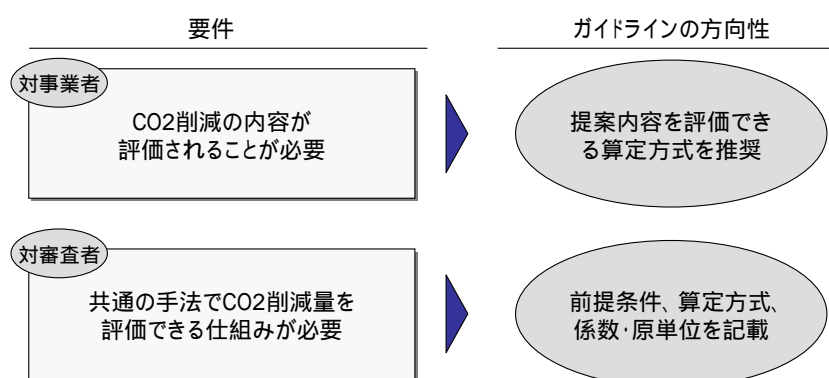 要件
ガイドラインの方向性
対事業者
CO2削減の内容が
評価されることが必要
提案内容を評価でき
る算定方式を推奨
対審査者
共通の手法でCO2削減量を
評価できる仕組みが必要
前提条件、算定方式、
係数・原単位を記載